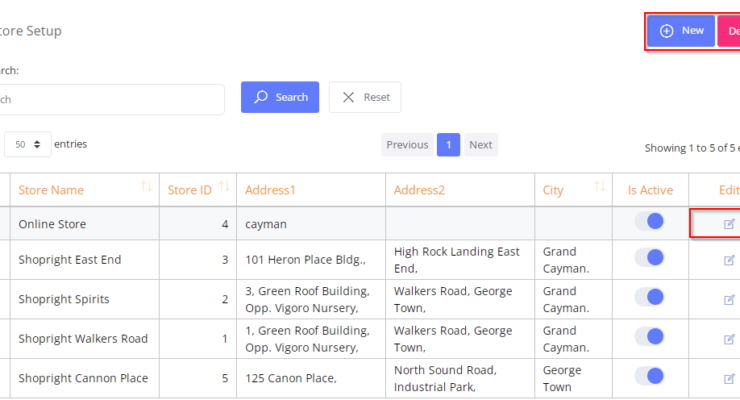 tore Setup
New
De
rch:
ch
Search
Reset
50
entries
Previous
1
Next
Showing 1 to 5 of 5 e
Store Name
Store ID
Address1
Address2
City
Is Active
Edit
Online Store
4
cayman
Shopright East End
3
101 Heron Place Bldg.,
High Rock Landing East
End,
Grand
Cayman.
Shopright Spirits
2
3, Green Roof Building,
Opp. Vigoro Nursery,
Walkers Road, George
Town,
Grand
Cayman.
Shopright Walkers Road
1
1, Green Roof Building,
Opp. Vigoro Nursery,
Walkers Road, George
Town,
Grand
Cayman.
Shopright Cannon Place
5
125 Canon Place,
North Sound Road,
Industrial Park,
George
Town